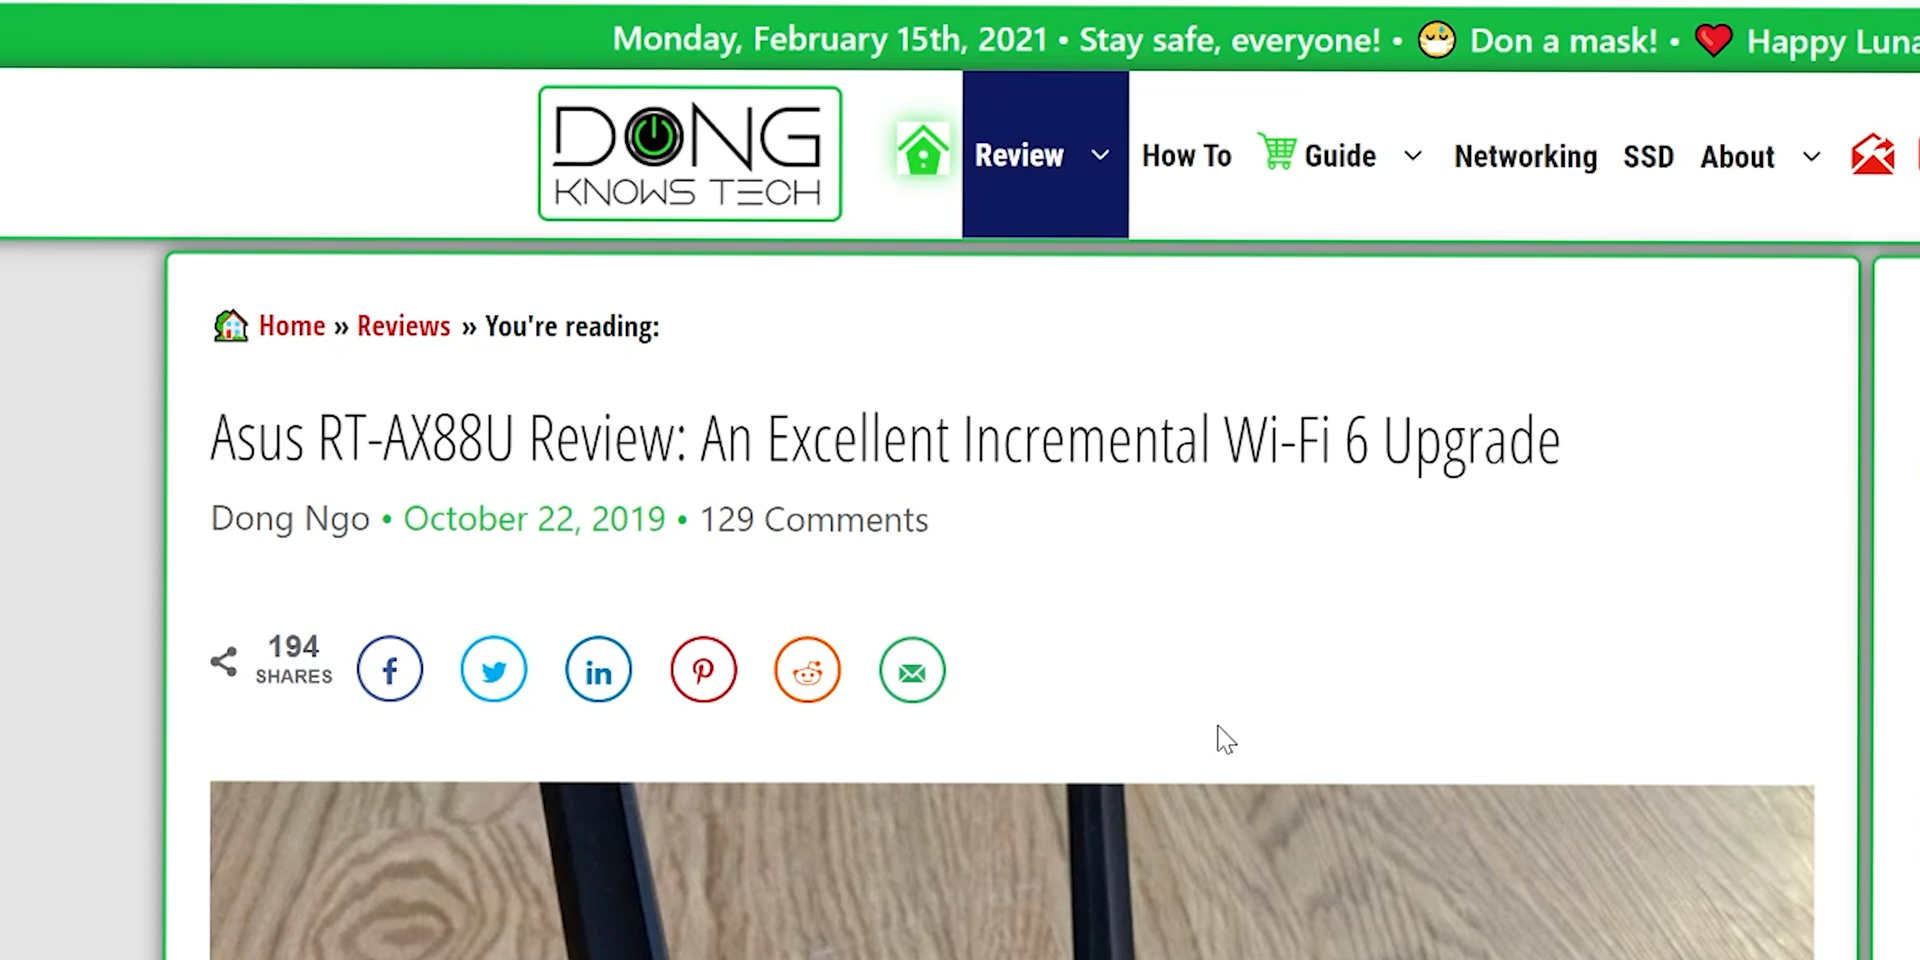 Monday, February 15th, 2021 • Stay safe, everyone! • Don a mask! • Happy
DONG
KNOWS TECH
Review How To Guide Networking SSD About
Home » Reviews » You're reading:
Asus RT-AX88U Review: An Excellent Incremental Wi-Fi 6 Upgrade
Dong Ngo • October 22, 2019 • 129 Comments
194
SHARES